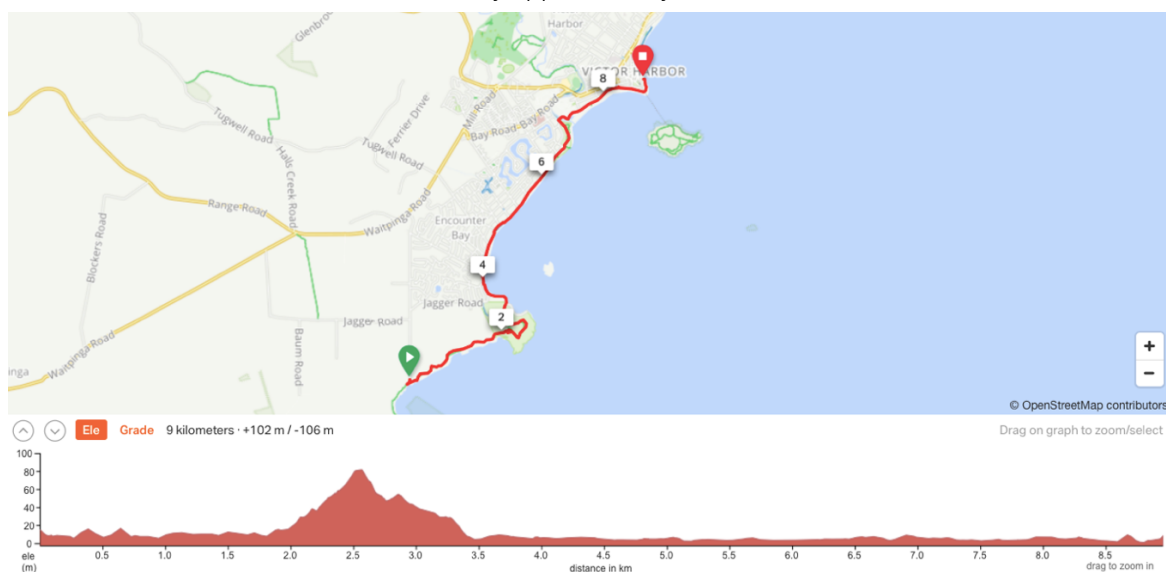 Harbor
Glenbro
VICTOR HARBOR
8
Mill Road
Bay Road
Bay Road
Tugwell Road
Ferrier Drive
Tugwell Road
Halls Creek Road
6
Range Road
Waitpinga Road
Encounter
Bay
Blockers Road
4
Jagger Road
2
Jagger Road
Baum Road
inga
Waitpinga Road
+
−
© OpenStreetMap contributors
Ele Grade 9 kilometers · +102 m / -106 m Drag on graph to zoom/select
100
80
60
40
20
0
ele
(m)
0.5 1.0 1.5 2.0 2.5 3.0 3.5 4.0 4.5 5.0 5.5 6.0 6.5 7.0 7.5 8.0 8.5
distance in km
drag to zoom in